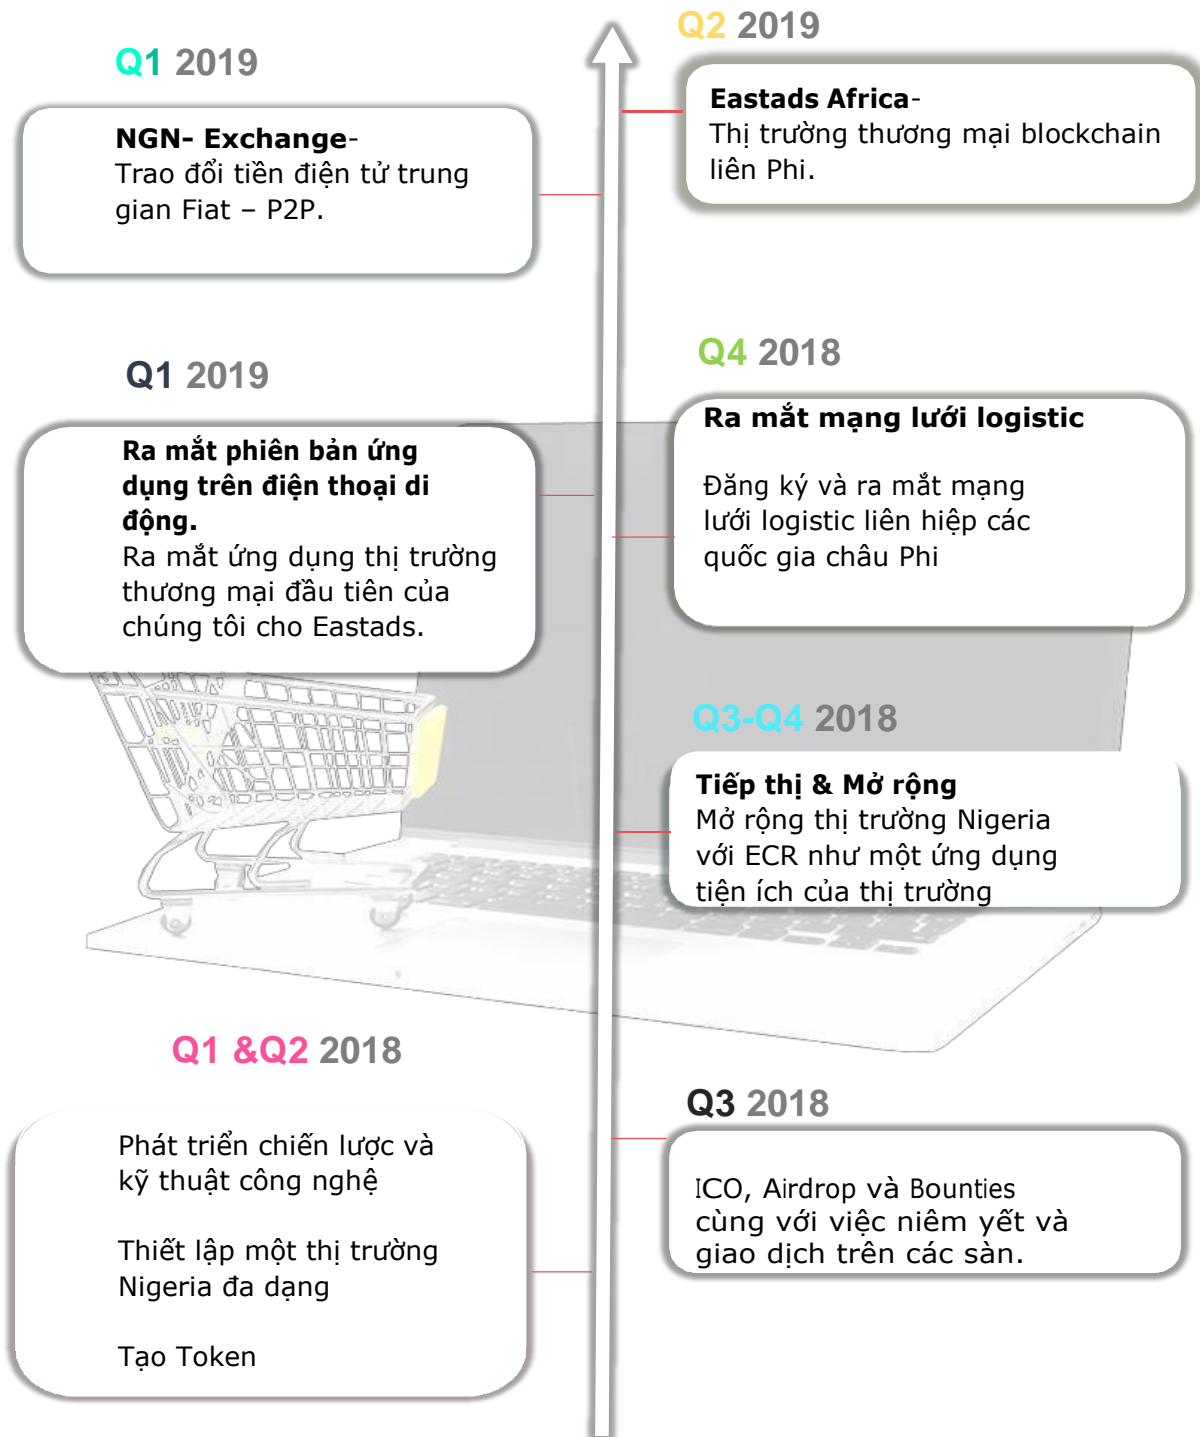 Q2 2019
Q1 2019
Eastads Africa-
Thị trường thương mại blockchain
liên Phi.
NGN- Exchange-
Trao đổi tiền điện tử trung
gian Fiat – P2P.
Q4 2018
Q1 2019
Ra mắt mạng lưới logistic
Đăng ký và ra mắt mạng
lưới logistic liên hiệp các
quốc gia châu Phi
Ra mắt phiên bản ứng
dụng trên điện thoại di
động.
Ra mắt ứng dụng thị trường
thương mại đầu tiên của
chúng tôi cho Eastads.
Q3-Q4 2018
Tiếp thị & Mở rộng
Mở rộng thị trường Nigeria
với ECR như một ứng dụng
tiện ích của thị trường
Q1 &Q2 2018
Phát triển chiến lược và
kỹ thuật công nghệ
Thiết lập một thị trường
Nigeria đa dạng
Tạo Token
Q3 2018
ICO, Airdrop và Bounties
cùng với việc niêm yết và
giao dịch trên các sàn.